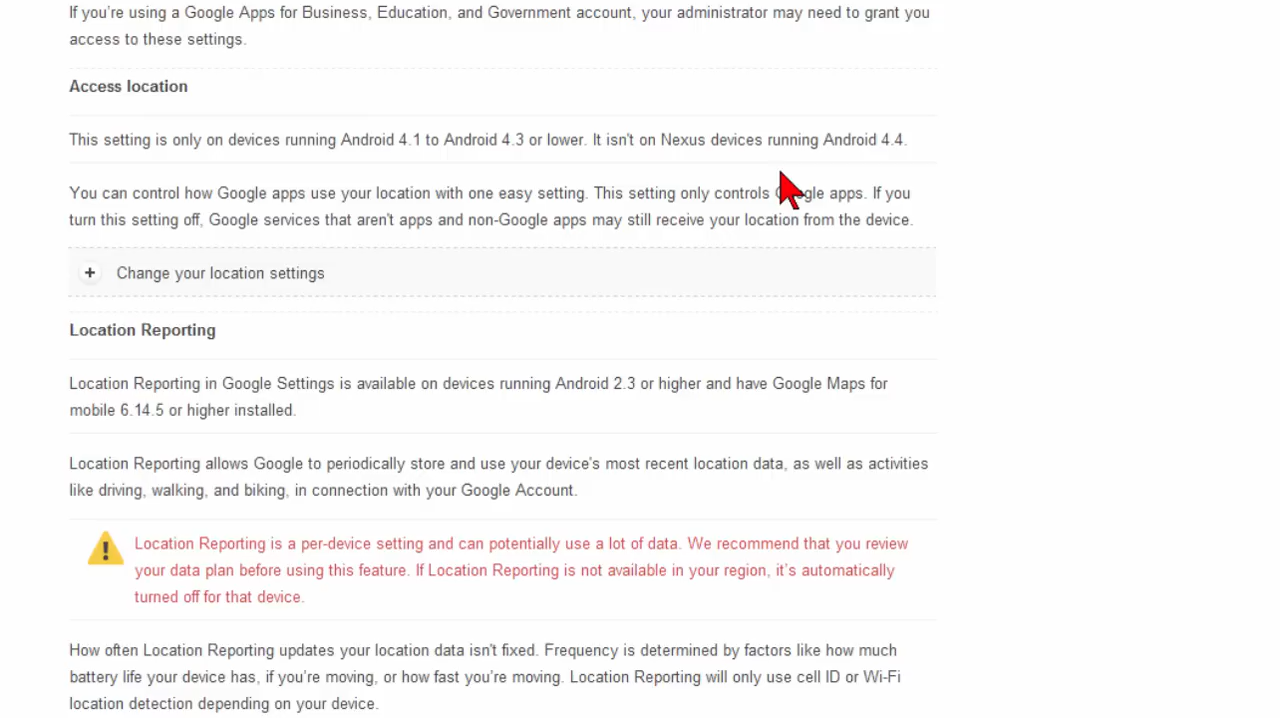 If you’re using a Google Apps for Business, Education, and Government account, your administrator may need to grant you
access to these settings.
Access location
This setting is only on devices running Android 4.1 to Android 4.3 or lower. It isn't on Nexus devices running Android 4.4.
You can control how Google apps use your location with one easy setting. This setting only controls Google apps. If you
turn this setting off, Google services that aren't apps and non-Google apps may still receive your location from the device.
+ Change your location settings
Location Reporting
Location Reporting in Google Settings is available on devices running Android 2.3 or higher and have Google Maps for
mobile 6.14.5 or higher installed.
Location Reporting allows Google to periodically store and use your device’s most recent location data, as well as activities
like driving, walking, and biking, in connection with your Google Account.
Location Reporting is a per-device setting and can potentially use a lot of data. We recommend that you review
your data plan before using this feature. If Location Reporting is not available in your region, it’s automatically
turned off for that device.
How often Location Reporting updates your location data isn't fixed. Frequency is determined by factors like how much
battery life your device has, if you’re moving, or how fast you’re moving. Location Reporting will only use cell ID or Wi-Fi
location detection depending on your device.